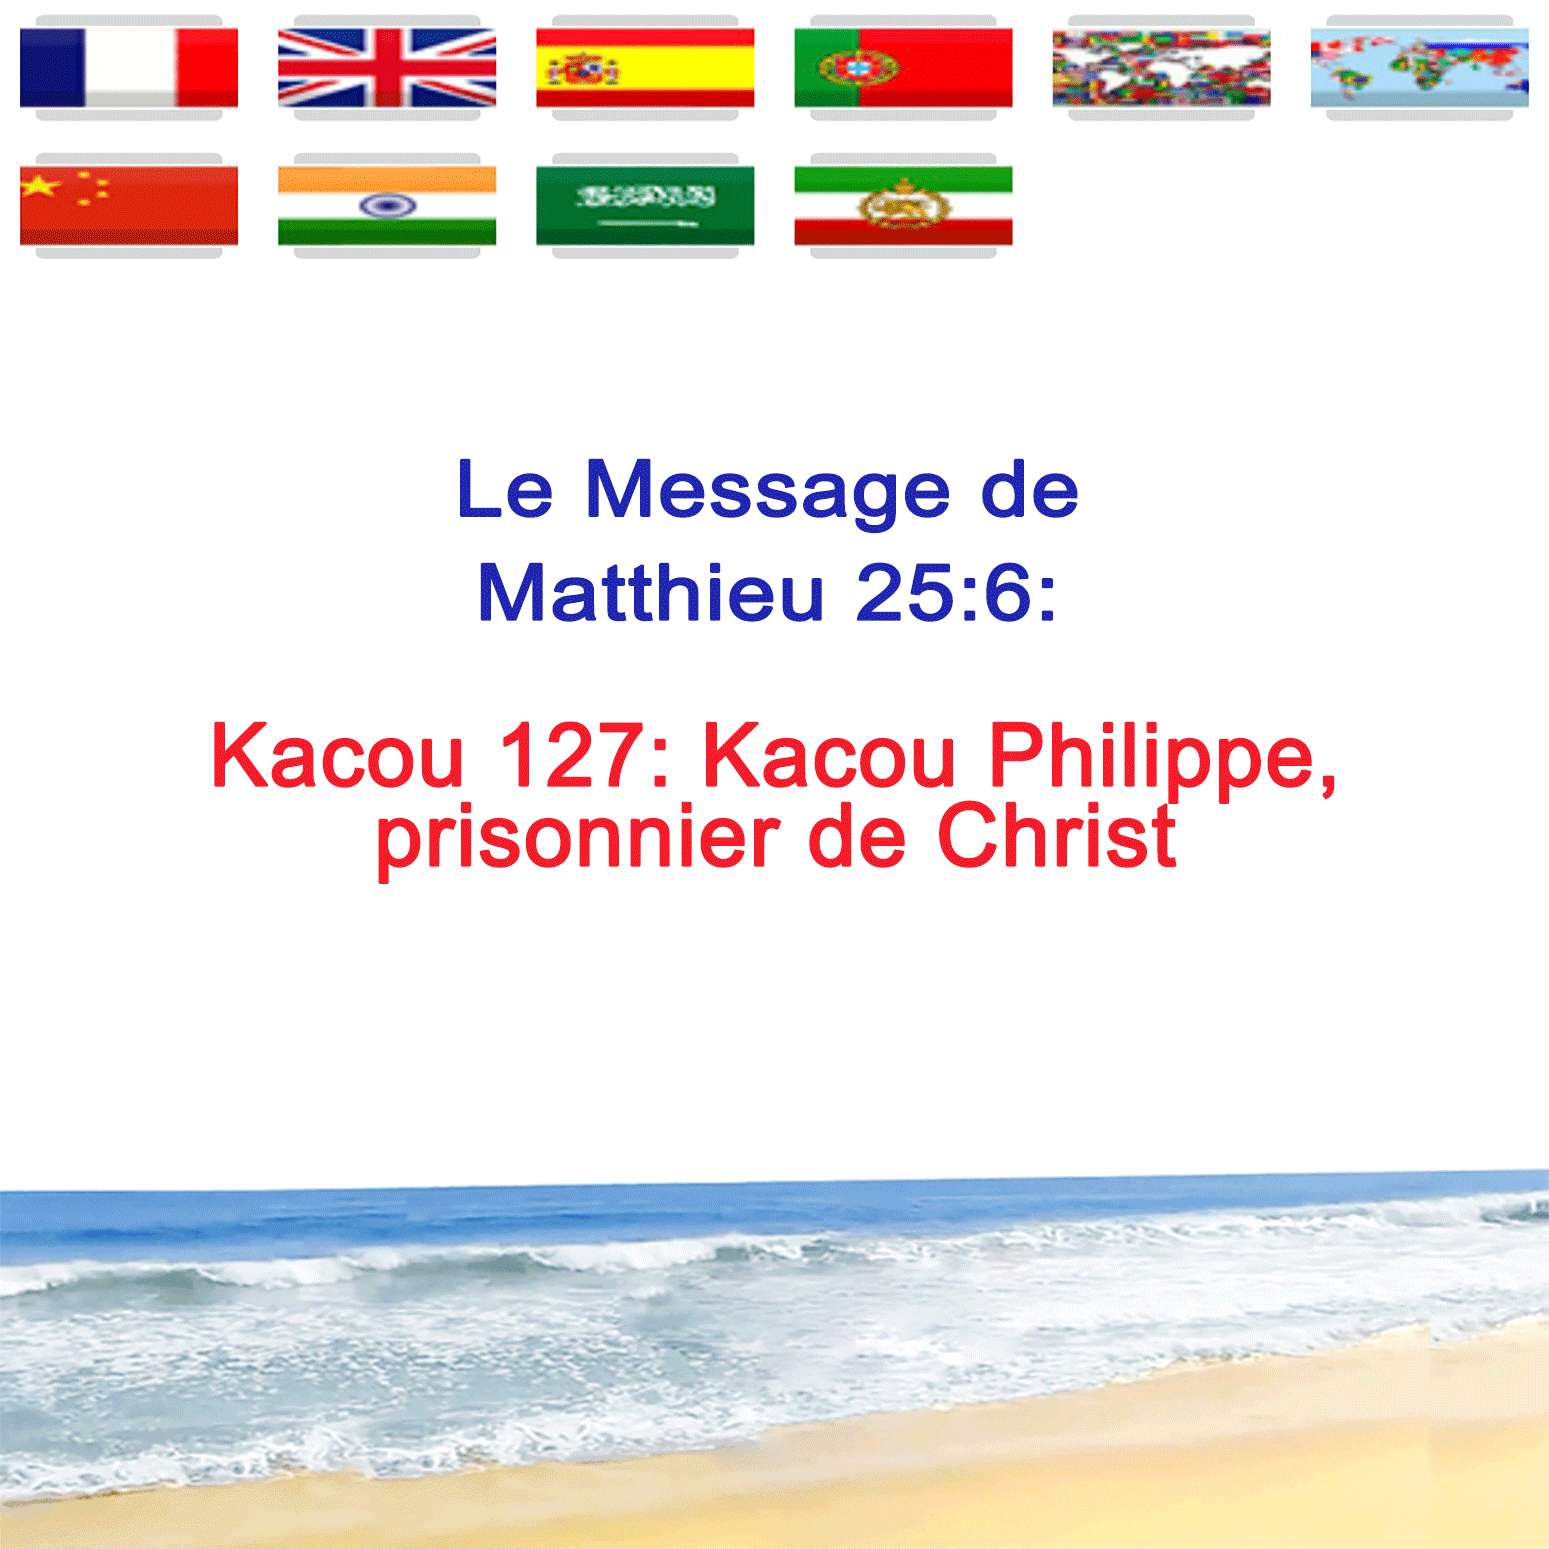 Le Message de
Matthieu 25:6:
Kacou 127: Kacou Philippe,
prisonnier de Christ